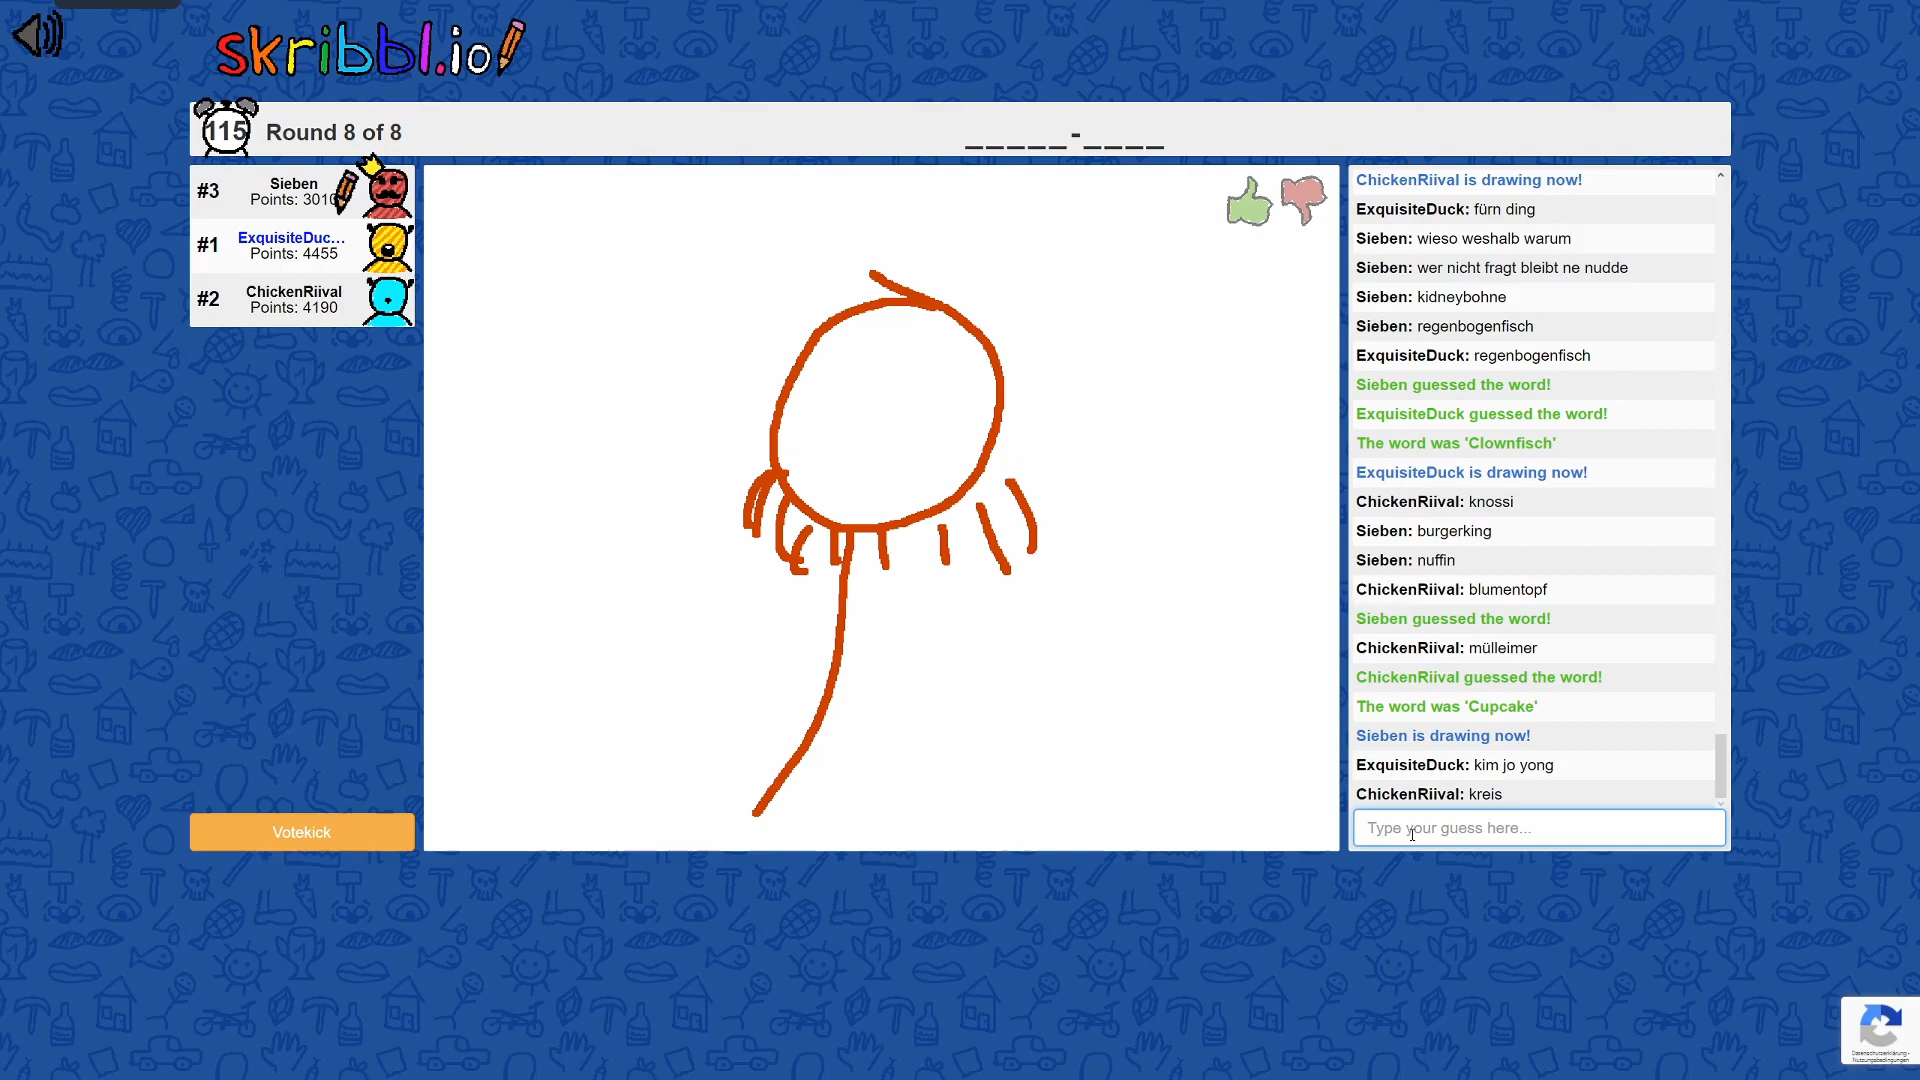 skribbl.io
115
Round 8 of 8
_____-____
#3
Sieben
Points: 3010
#1
ExquisiteDuc...
Points: 4455
#2
ChickenRiival
Points: 4190
Votekick
ChickenRiival is drawing now!
ExquisiteDuck: fürn ding
Sieben: wieso weshalb warum
Sieben: wer nicht fragt bleibt ne nudde
Sieben: kidneybohne
Sieben: regenbogenfisch
ExquisiteDuck: regenbogenfisch
Sieben guessed the word!
ExquisiteDuck guessed the word!
The word was 'Clownfisch'
ExquisiteDuck is drawing now!
ChickenRiival: knossi
Sieben: burgerking
Sieben: nuffin
ChickenRiival: blumentopf
Sieben guessed the word!
ChickenRiival: mülleimer
ChickenRiival guessed the word!
The word was 'Cupcake'
Sieben is drawing now!
ExquisiteDuck: kim jo yong
ChickenRiival: kreis
Type your guess here...
Datenschutzerklärung -
Nutzungsbedingungen